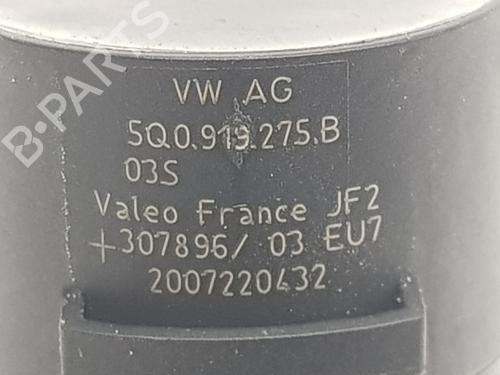 B-PARTS
VW AG
5Q0.919.275.B
03S
Valeo France JF2
+307896/ 03 EU7
2007220432